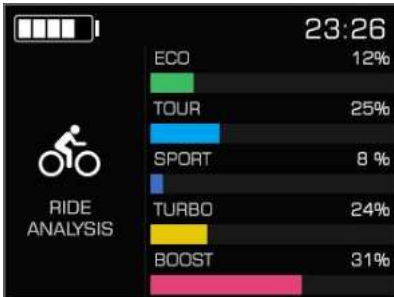 23:26
ECO 12%
TOUR 25%
SPORT 8 %
TURBO 24%
BOOST 31%
RIDE
ANALYSIS